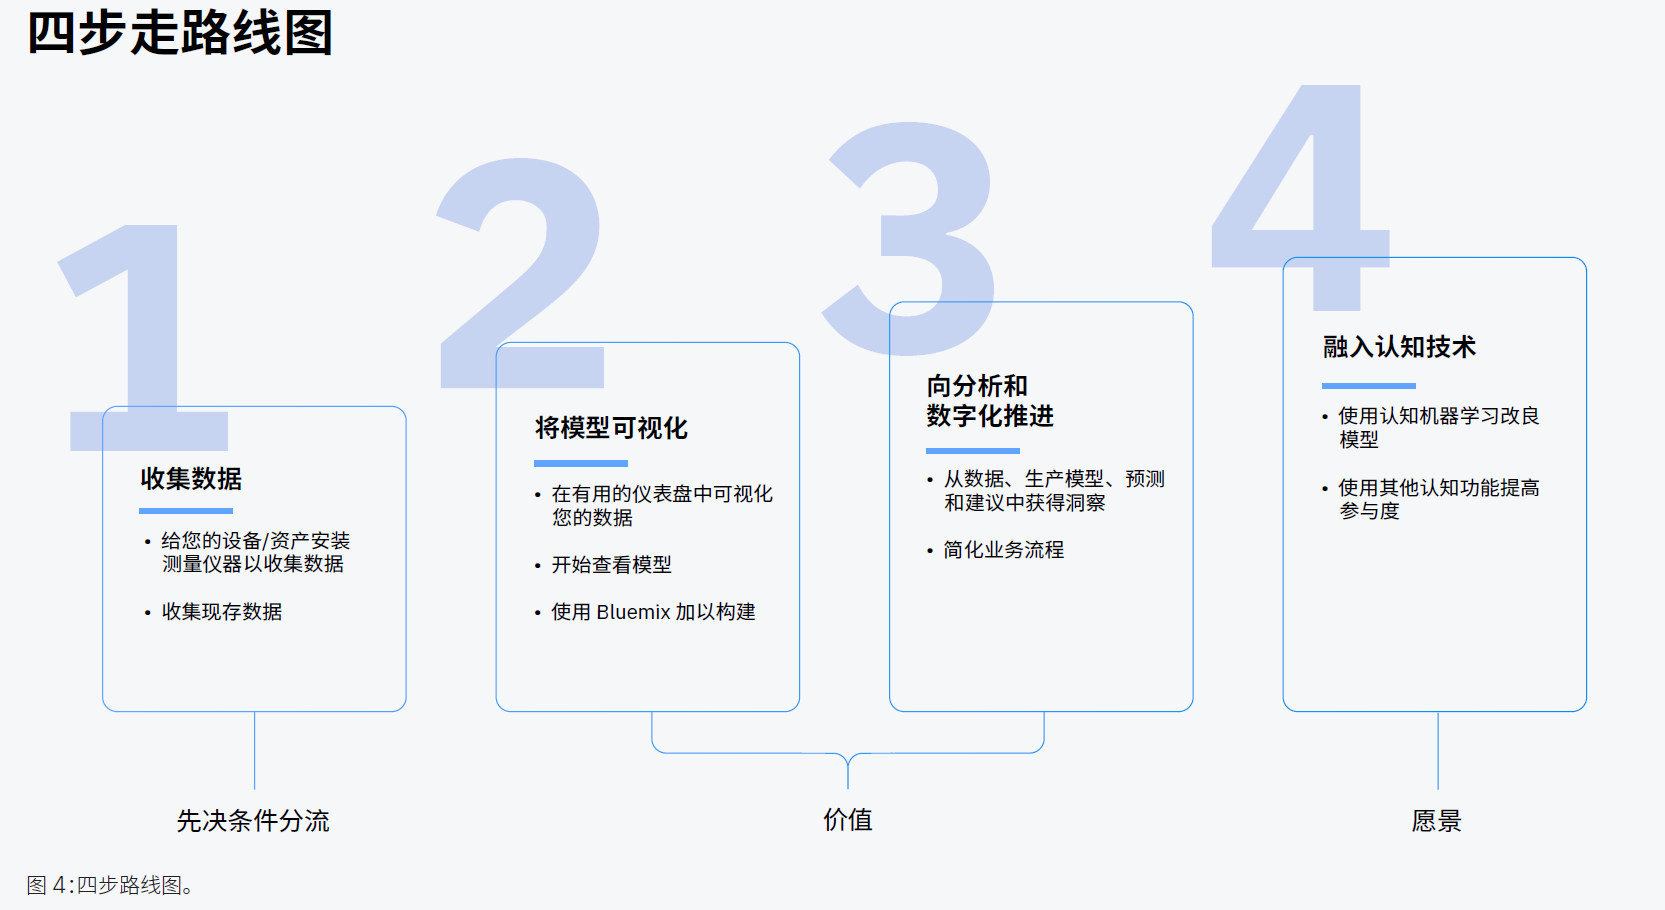 四步走路线图
1
收集数据
• 给您的设备/资产安装
测量仪器以收集数据
• 收集现存数据
2
将模型可视化
• 在有用的仪表盘中可视化
您的数据
• 开始查看模型
• 使用 Bluemix 加以构建
3
向分析和
数字化推进
• 从数据、生产模型、预测
和建议中获得洞察
• 简化业务流程
4
融入认知技术
• 使用认知机器学习改良
模型
• 使用其他认知功能提高
参与度
先决条件分流
价值
愿景
图 4:四步路线图。